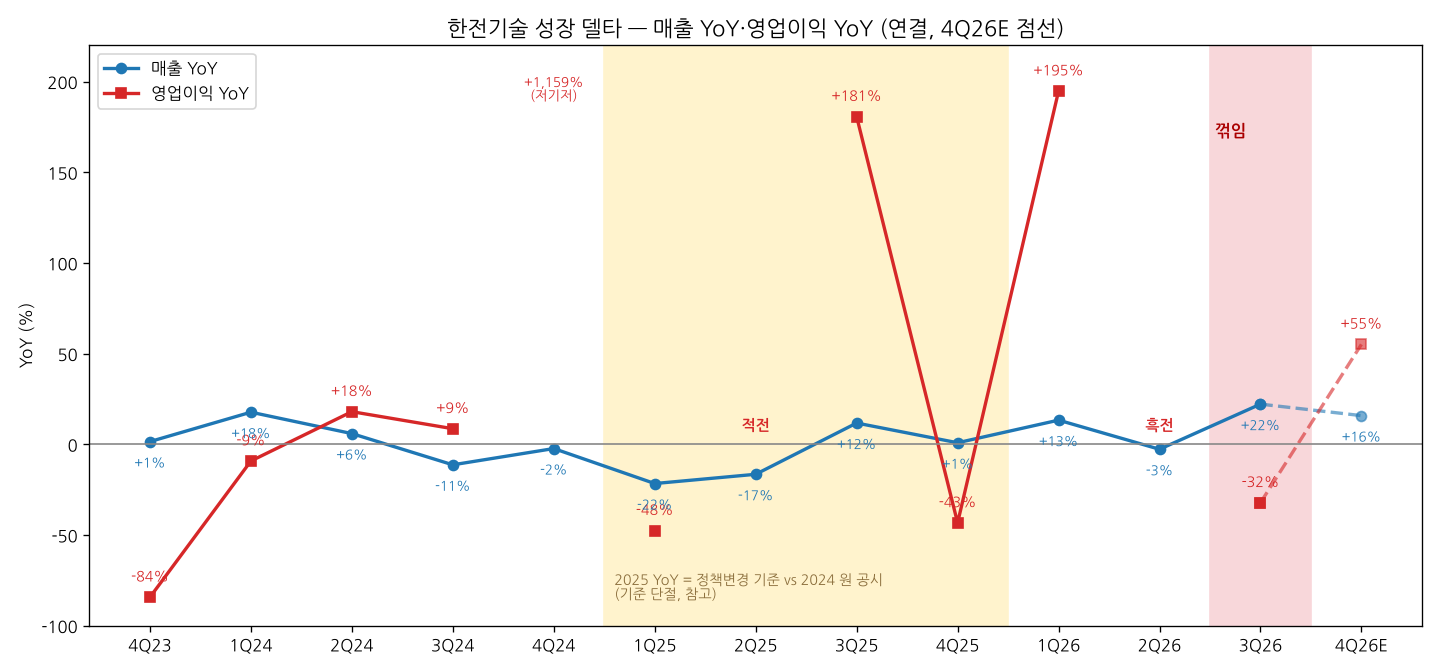 한전기술 성장 델타 — 매출 YoY·영업이익 YoY (연결, 4Q26E 점선)
매출 YoY
영업이익 YoY
YoY (%)
200
150
100
50
0
-50
-100
+1%
+18%
+6%
-11%
-2%
-22%
-17%
+12%
+1%
+13%
-3%
+22%
+16%
-84%
-9%
+18%
+9%
+1,159%
(저기저)
-48%
적전
+181%
-43%
+195%
흑전
-32%
+55%
꺾임
2025 YoY = 정책변경 기준 vs 2024 원 공시
(기준 단절, 참고)
4Q23
1Q24
2Q24
3Q24
4Q24
1Q25
2Q25
3Q25
4Q25
1Q26
2Q26
3Q26
4Q26E